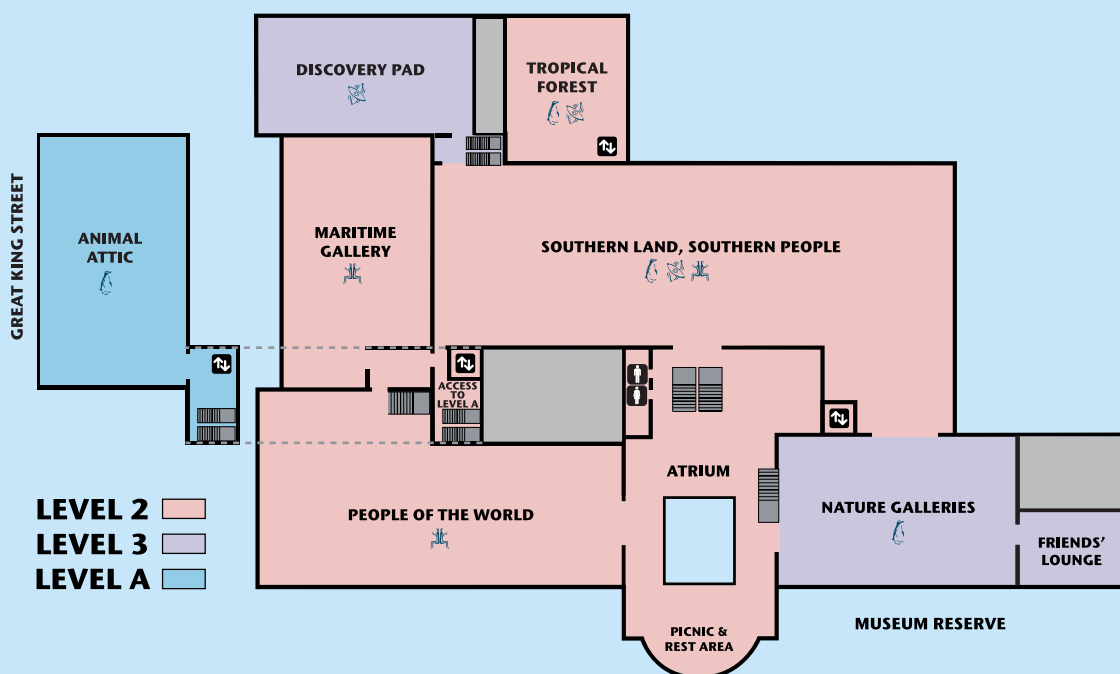 DISCOVERY PAD
TROPICAL
FOREST
GREAT KING STREET
ANIMAL
ATTIC
MARITIME
GALLERY
SOUTHERN LAND, SOUTHERN PEOPLE
ACCESS
TO
LEVEL A
ATRIUM
LEVEL 2
LEVEL 3
LEVEL A
PEOPLE OF THE WORLD
NATURE GALLERIES
FRIENDS'
LOUNGE
PICNIC &
REST AREA
MUSEUM RESERVE